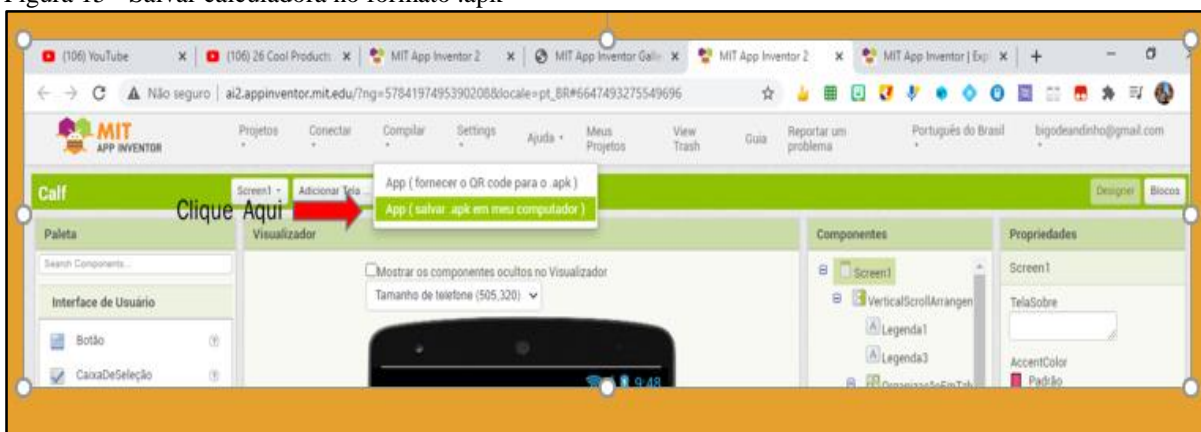 Figura 15 - Salvar calculadora no formato .apk
(106) YouTube
(106) 26 Cool Products
MIT App Inventor 2
MIT App Inventor Galle
MIT App Inventor 2
MIT App Inventor | Exp
Não seguro | ai2.appinventor.mit.edu/?ng=5784197495390208&locale=pt_BR#6647493275549696
MIT
APP INVENTOR
Projetos
Conectar
Compilar
Settings
Ajuda
Meus Projetos
View Trash
Guia
Reportar um problema
Português do Brasil
bigodeandinho@gmail.com
Calf
Screen1
Adicionar Tela ...
App ( fornecer o QR code para o .apk )
App ( salvar .apk em meu computador )
Designer
Blocos
Clique Aqui
Paleta
Visualizador
Componentes
Propriedades
Search Components...
Mostrar os componentes ocultos no Visualizador
Tamanho de telefone (505,320)
Interface de Usuário
Botão
CaixaDeSeleção
9:48
Screen1
VerticalScrollArrangen
Legenda1
Legenda3
Screen1
TelaSobre
AccentColor
Padrão